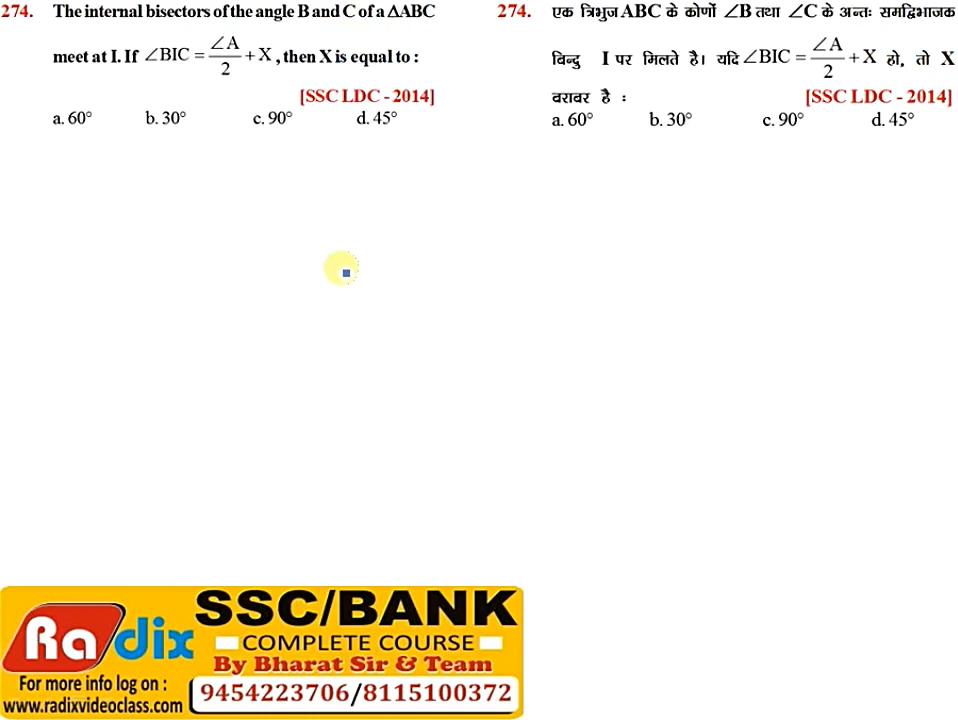 274. The internal bisectors of the angle B and C of a ΔABC
meet at I. If ∠BIC = ∠A/2 + X, then X is equal to :
[SSC LDC - 2014]
a. 60° b. 30° c. 90° d. 45°
274. एक त्रिभुज ABC के कोणों ∠B तथा ∠C के अन्तः समद्विभाजक
बिन्दु I पर मिलते है। यदि ∠BIC = ∠A/2 + X हो, तो X
बराबर है : [SSC LDC - 2014]
a. 60° b. 30° c. 90° d. 45°
Radix
SSC/BANK
COMPLETE COURSE
By Bharat Sir & Team
For more info log on :
www.radixvideoclass.com
9454223706/8115100372